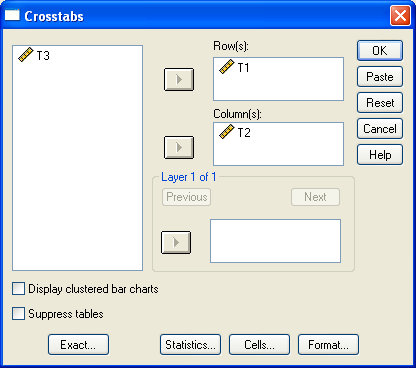 Crosstabs
T3
Row(s):
T1
Column(s):
T2
Layer 1 of 1
Previous
Next
OK
Paste
Reset
Cancel
Help
Display clustered bar charts
Suppress tables
Exact...
Statistics...
Cells...
Format...